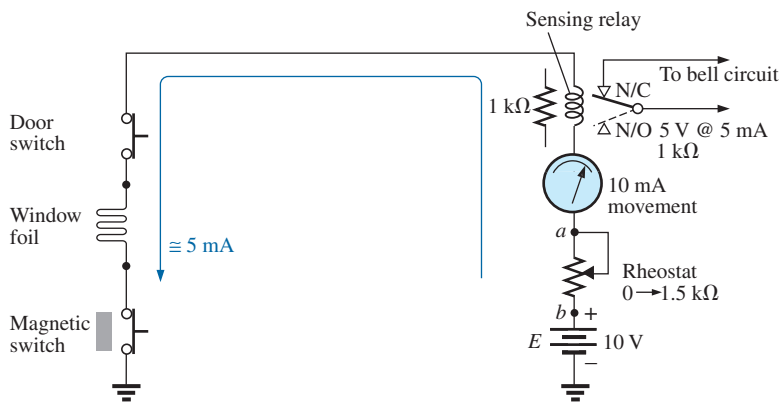 Sensing relay
To bell circuit
N/C
1 kΩ
N/O 5 V @ 5 mA
1 kΩ
Door
switch
10 mA
movement
Window
foil
≅ 5 mA
a
Rheostat
0 → 1.5 kΩ
b +
Magnetic
switch
E 10 V
–